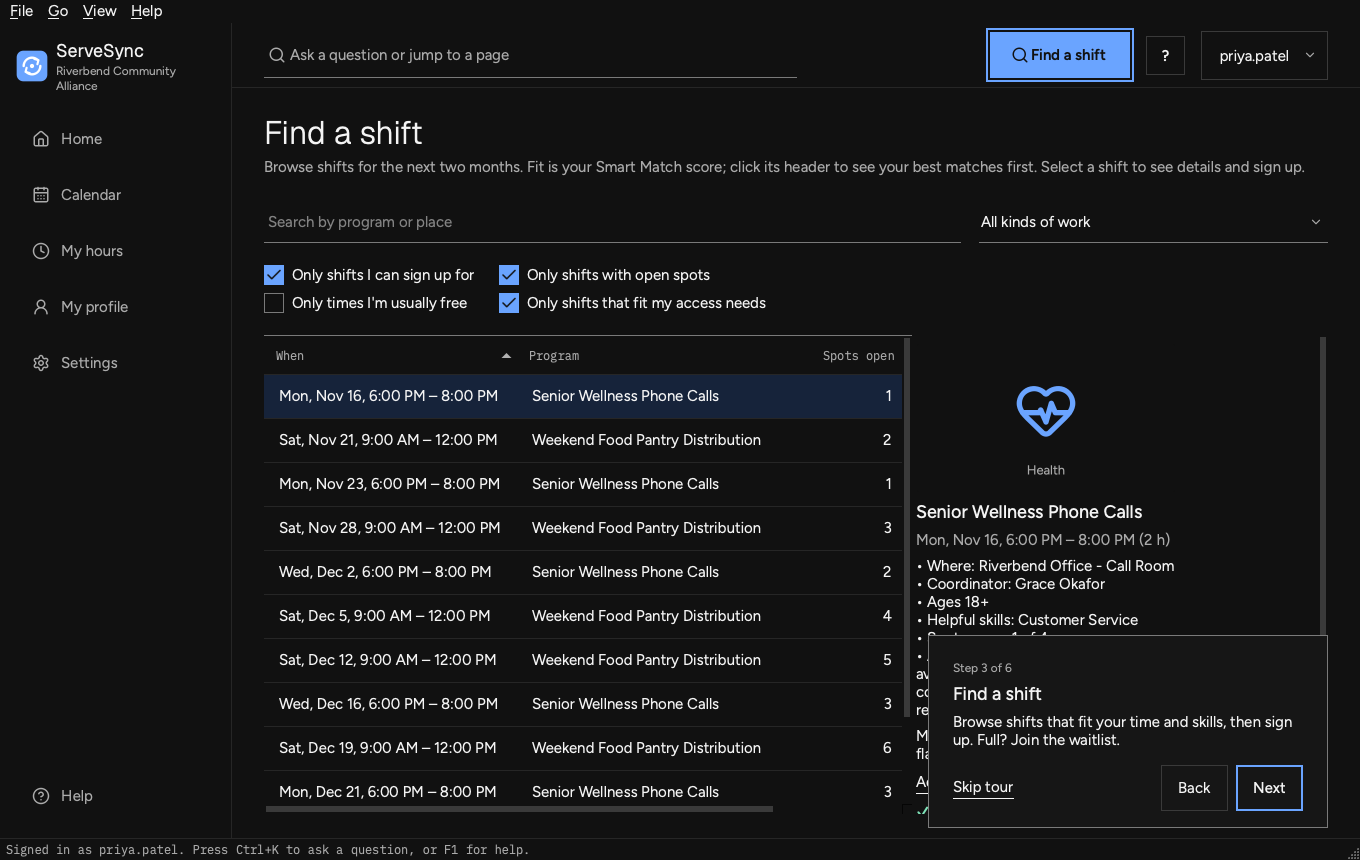 File Go View Help
ServeSync
Riverbend Community
Alliance
Ask a question or jump to a page
Find a shift
?
priya.patel
Home
Calendar
My hours
My profile
Settings
Help
Find a shift
Browse shifts for the next two months. Fit is your Smart Match score; click its header to see your best matches first. Select a shift to see details and sign up.
Search by program or place
All kinds of work
Only shifts I can sign up for
Only shifts with open spots
Only times I'm usually free
Only shifts that fit my access needs
When Program Spots open
Mon, Nov 16, 6:00 PM – 8:00 PM Senior Wellness Phone Calls 1
Sat, Nov 21, 9:00 AM – 12:00 PM Weekend Food Pantry Distribution 2
Mon, Nov 23, 6:00 PM – 8:00 PM Senior Wellness Phone Calls 1
Sat, Nov 28, 9:00 AM – 12:00 PM Weekend Food Pantry Distribution 3
Wed, Dec 2, 6:00 PM – 8:00 PM Senior Wellness Phone Calls 2
Sat, Dec 5, 9:00 AM – 12:00 PM Weekend Food Pantry Distribution 4
Sat, Dec 12, 9:00 AM – 12:00 PM Weekend Food Pantry Distribution 5
Wed, Dec 16, 6:00 PM – 8:00 PM Senior Wellness Phone Calls 3
Sat, Dec 19, 9:00 AM – 12:00 PM Weekend Food Pantry Distribution 6
Mon, Dec 21, 6:00 PM – 8:00 PM Senior Wellness Phone Calls 3
Health
Senior Wellness Phone Calls
Mon, Nov 16, 6:00 PM – 8:00 PM (2 h)
• Where: Riverbend Office - Call Room
• Coordinator: Grace Okafor
• Ages 18+
• Helpful skills: Customer Service
Step 3 of 6
Find a shift
Browse shifts that fit your time and skills, then sign
up. Full? Join the waitlist.
Skip tour
Back
Next
Signed in as priya.patel. Press Ctrl+K to ask a question, or F1 for help.